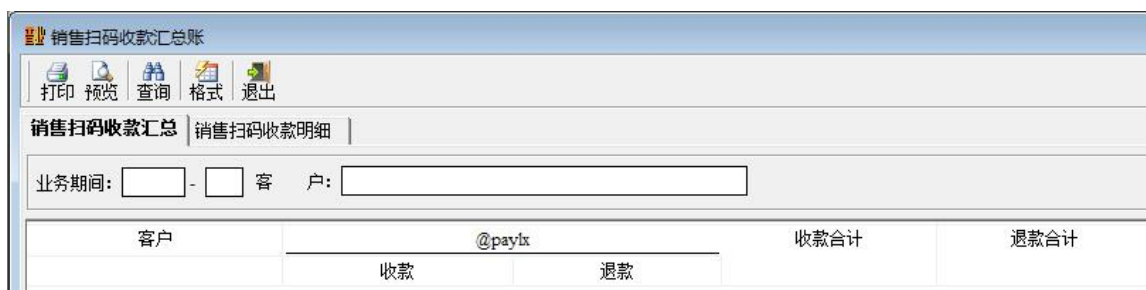 销售扫码收款汇总账
打印 预览 查询 格式 退出
销售扫码收款汇总 销售扫码收款明细
业务期间: - 客 户:
客户 @paylx 收款合计 退款合计
收款 退款